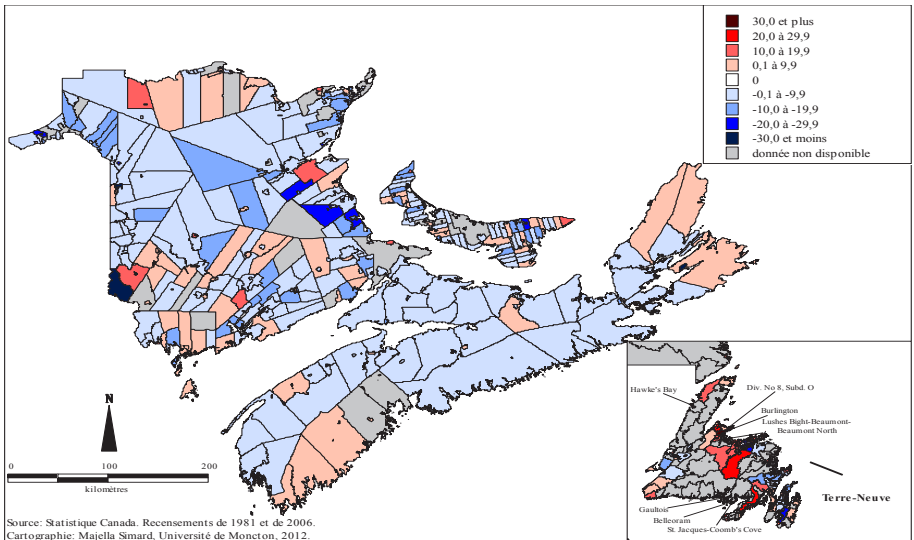 30,0 et plus
20,0 à 29,9
10,0 à 19,9
0,1 à 9,9
0
-0,1 à -9,9
-10,0 à -19,9
-20,0 à -29,9
-30,0 et moins
donnée non disponible
Hawke's Bay
Div. No 8, Subd. O
Burlington
Lushes Bight-Beaumont-
Beaumont North
N
0 100 200
kilomètres
Terre-Neuve
Gaultois
Belleoram
St. Jacques-Coomb's Cove
Source: Statistique Canada. Recensements de 1981 et de 2006.
Cartographie: Majella Simard, Université de Moncton, 2012.